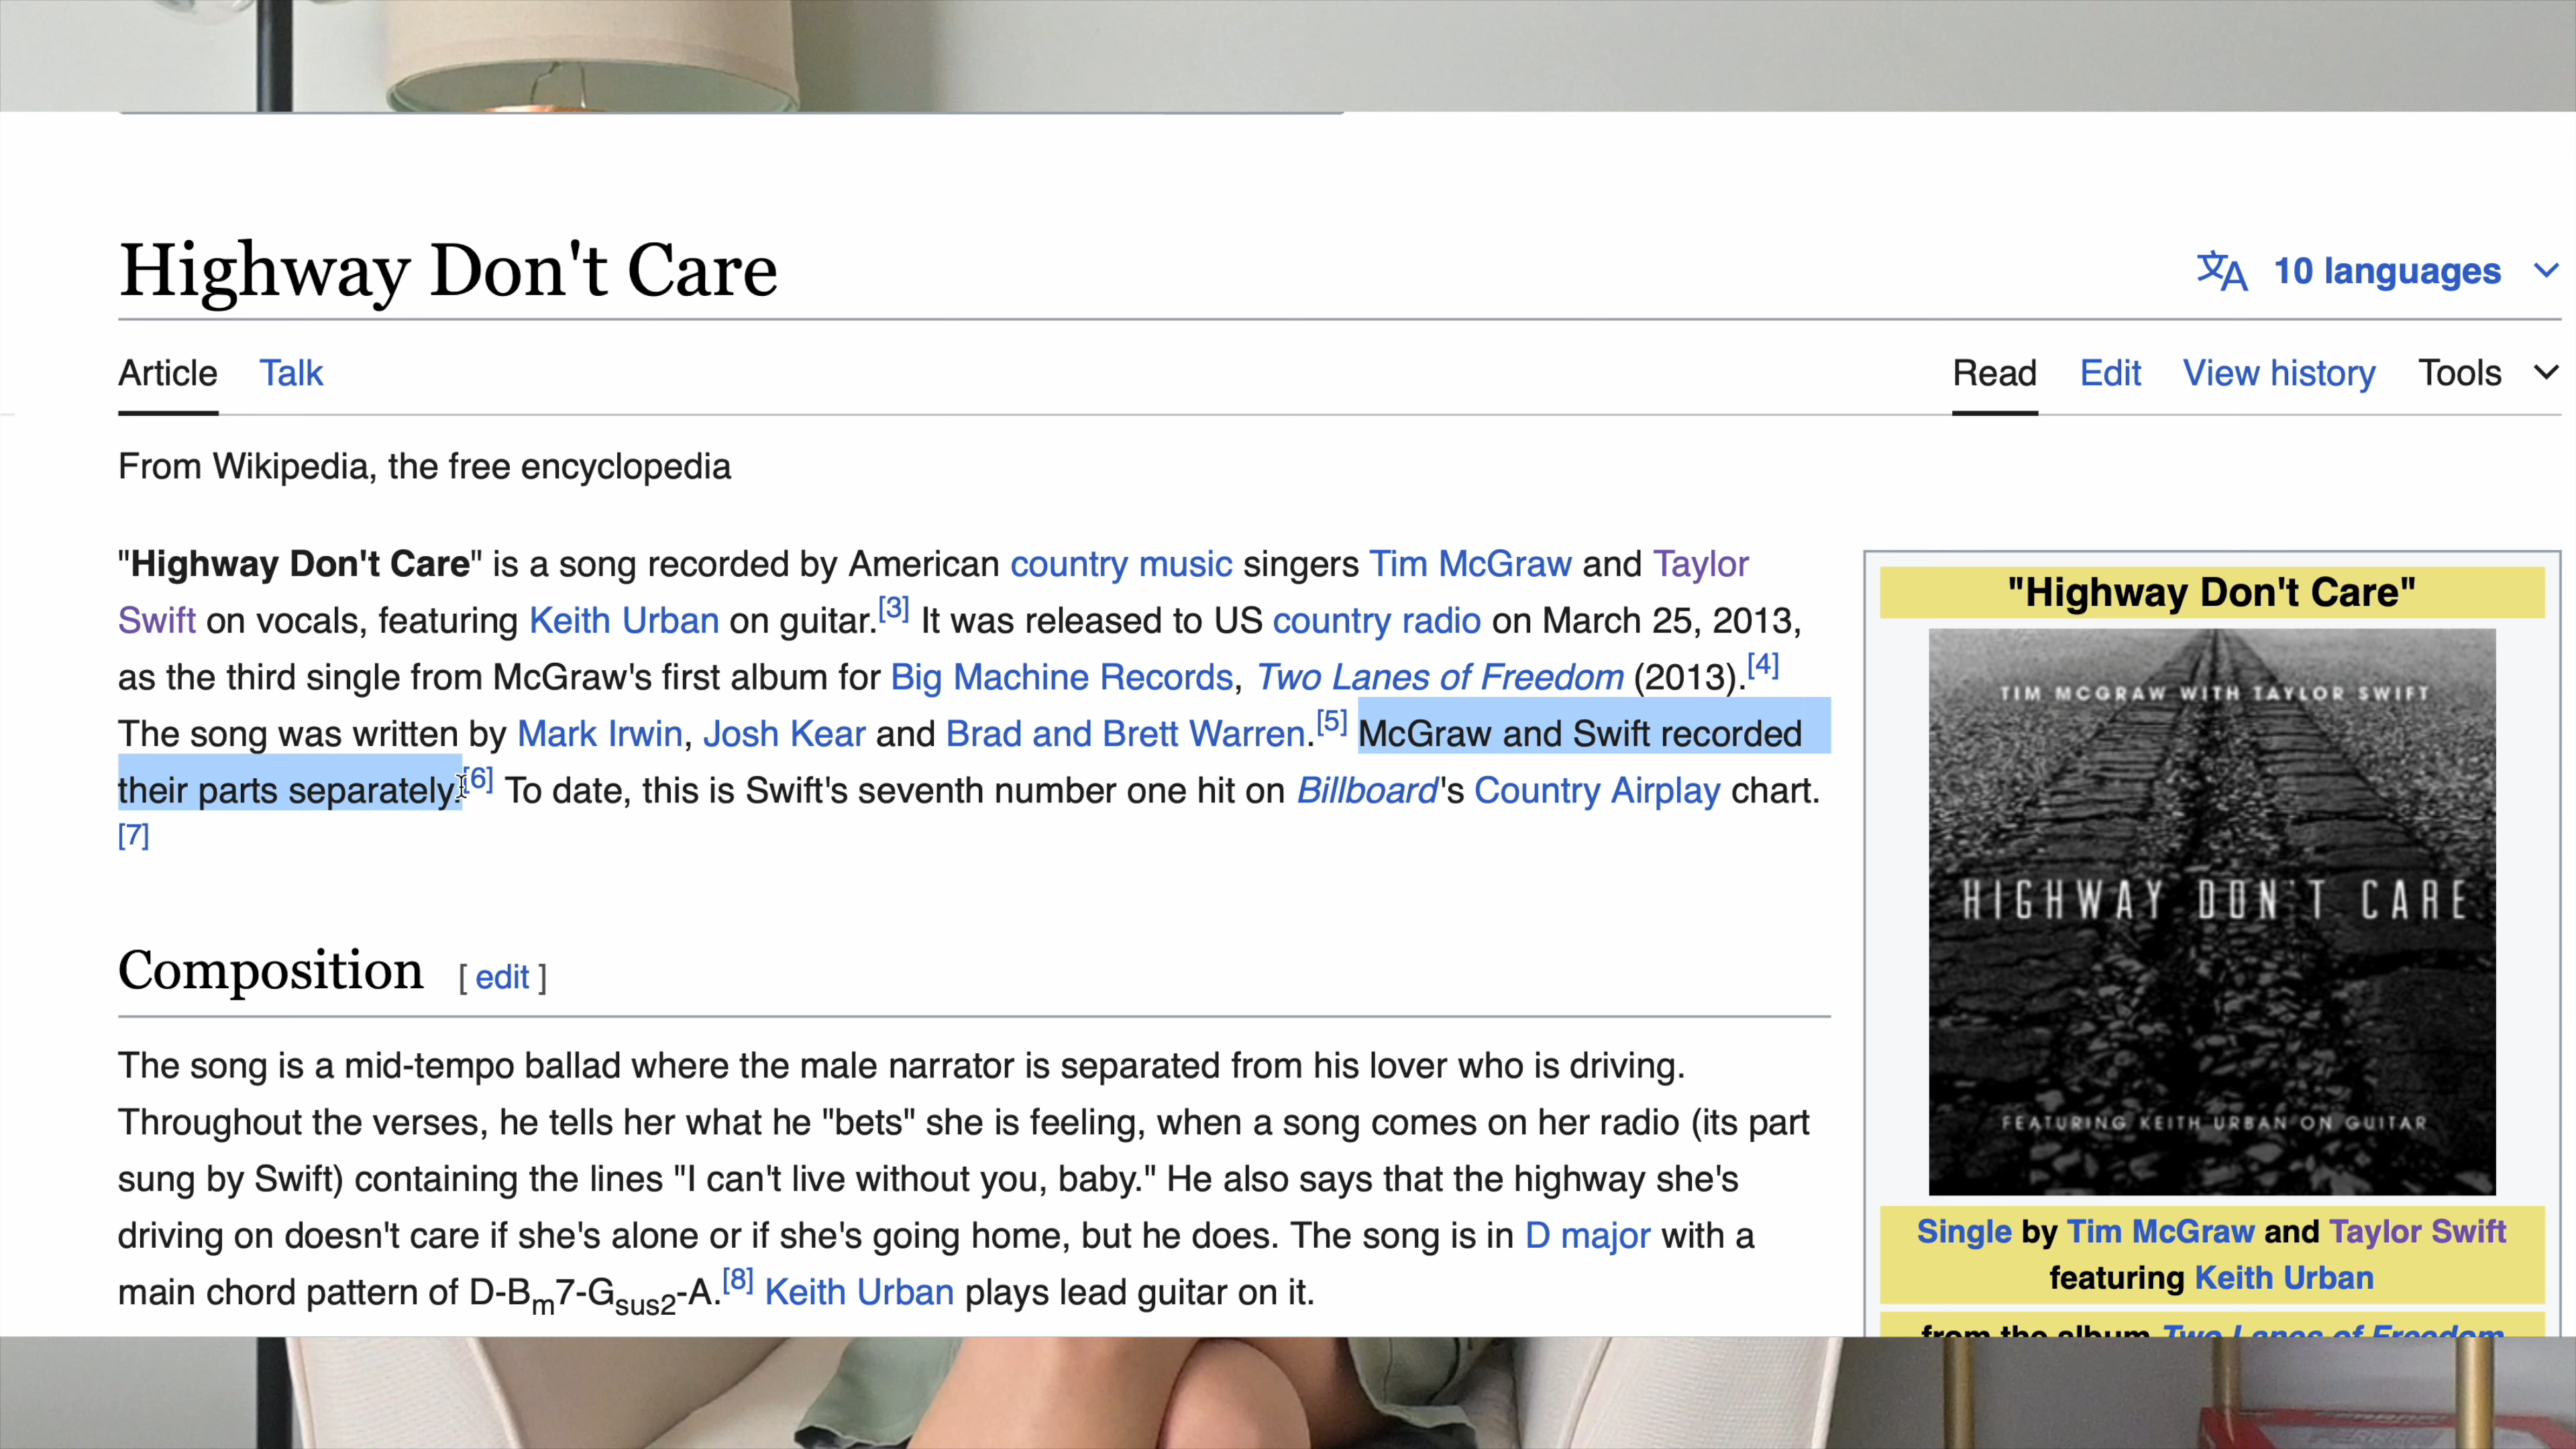 Highway Don't Care
10 languages
Article Talk
Read Edit View history Tools
From Wikipedia, the free encyclopedia
"Highway Don't Care" is a song recorded by American country music singers Tim McGraw and Taylor
Swift on vocals, featuring Keith Urban on guitar.[3] It was released to US country radio on March 25, 2013,
as the third single from McGraw's first album for Big Machine Records, Two Lanes of Freedom (2013).[4]
The song was written by Mark Irwin, Josh Kear and Brad and Brett Warren.[5] McGraw and Swift recorded
their parts separately.[6] To date, this is Swift's seventh number one hit on Billboard's Country Airplay chart.
[7]
Composition [ edit ]
The song is a mid-tempo ballad where the male narrator is separated from his lover who is driving.
Throughout the verses, he tells her what he "bets" she is feeling, when a song comes on her radio (its part
sung by Swift) containing the lines "I can't live without you, baby." He also says that the highway she's
driving on doesn't care if she's alone or if she's going home, but he does. The song is in D major with a
main chord pattern of D-Bm7-Gsus2-A.[8] Keith Urban plays lead guitar on it.
"Highway Don't Care"
TIM MCGRAW WITH TAYLOR SWIFT
HIGHWAY DON'T CARE
FEATURING KEITH URBAN ON GUITAR
Single by Tim McGraw and Taylor Swift
featuring Keith Urban
from the album Two Lanes of Freedom